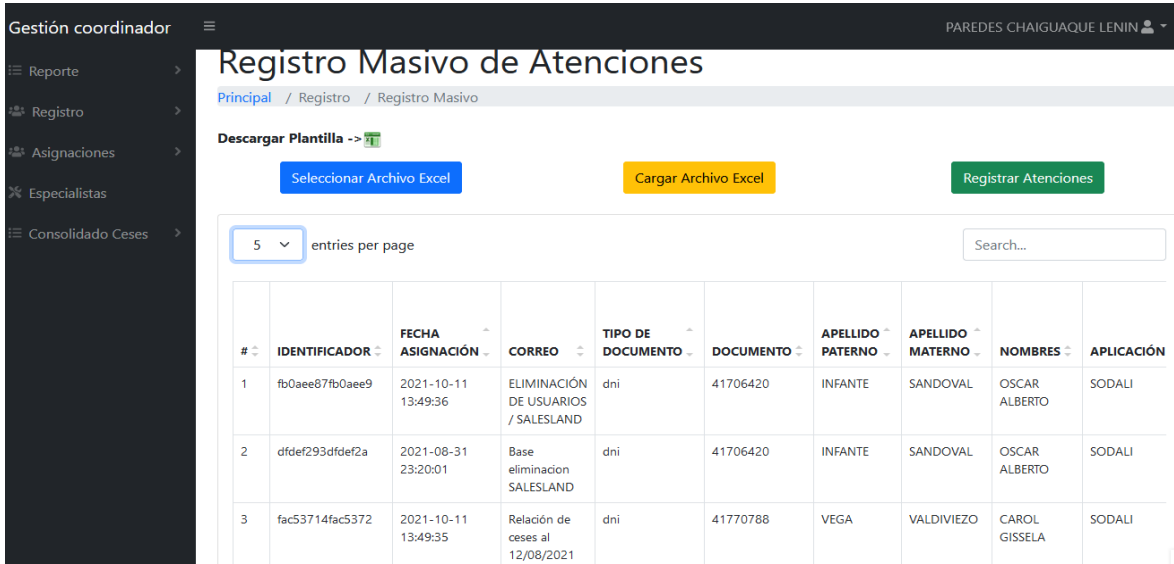 Gestión coordinador
PAREDES CHAIGUAQUE LENIN
Reporte
Registro
Asignaciones
Especialistas
Consolidado Ceses
Registro Masivo de Atenciones
Principal / Registro / Registro Masivo
Descargar Plantilla ->
Seleccionar Archivo Excel
Cargar Archivo Excel
Registrar Atenciones
5 entries per page
Search...
# IDENTIFICADOR FECHA ASIGNACIÓN CORREO TIPO DE DOCUMENTO DOCUMENTO APELLIDO PATERNO APELLIDO MATERNO NOMBRES APLICACIÓN
1 fb0aee87fb0aee9 2021-10-11 13:49:36 ELIMINACIÓN DE USUARIOS / SALESLAND dni 41706420 INFANTE SANDOVAL OSCAR ALBERTO SODALI
2 dfdef293dfdef2a 2021-08-31 23:20:01 Base eliminacion SALESLAND dni 41706420 INFANTE SANDOVAL OSCAR ALBERTO SODALI
3 fac53714fac5372 2021-10-11 13:49:35 Relación de ceses al 12/08/2021 dni 41770788 VEGA VALDIVIEZO CAROL GISSELA SODALI